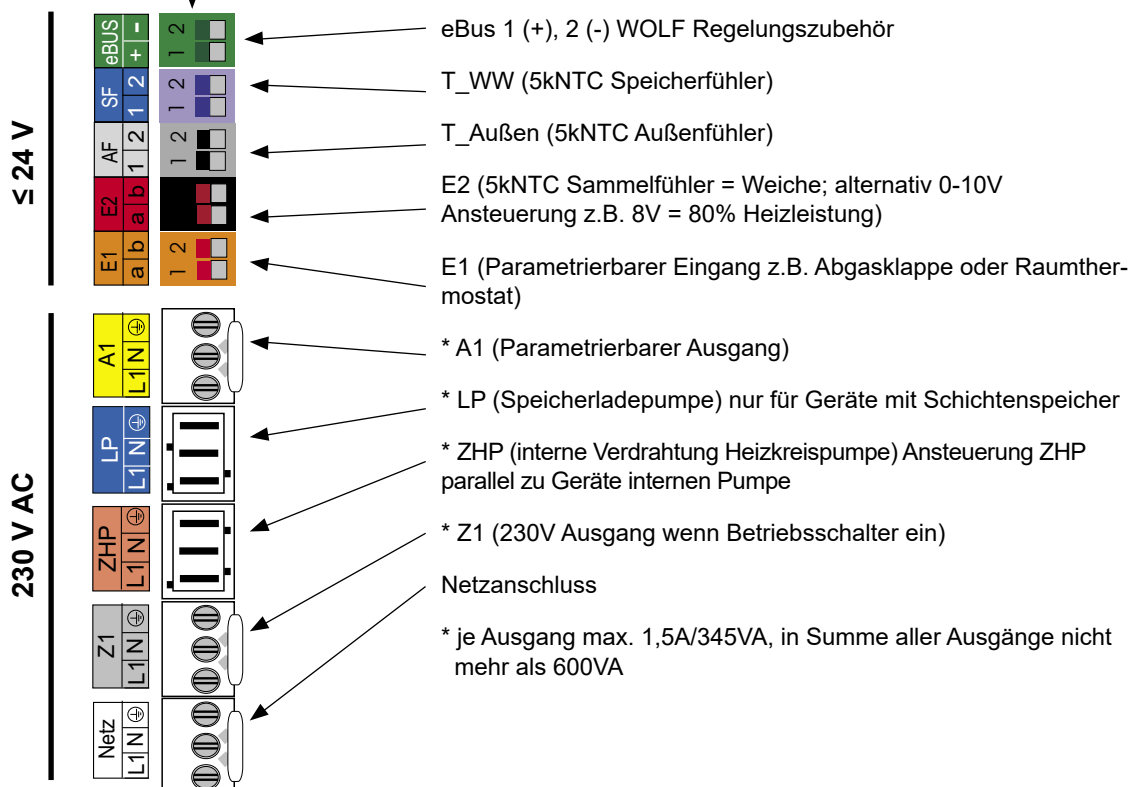 eBUS + − 1 2 eBus 1 (+), 2 (-) WOLF Regelungszubehör
SF 1 2 1 2 T_WW (5kNTC Speicherfühler)
AF 1 2 1 2 T_Außen (5kNTC Außenfühler)
E2 a b E2 (5kNTC Sammelfühler = Weiche; alternativ 0-10V
Ansteuerung z.B. 8V = 80% Heizleistung)
E1 a b 1 2 E1 (Parametrierbarer Eingang z.B. Abgasklappe oder Raumther-
mostat)
≤ 24 V
A1 L1 N * A1 (Parametrierbarer Ausgang)
LP L1 N * LP (Speicherladepumpe) nur für Geräte mit Schichtenspeicher
ZHP L1 N * ZHP (interne Verdrahtung Heizkreispumpe) Ansteuerung ZHP
parallel zu Geräte internen Pumpe
Z1 L1 N * Z1 (230V Ausgang wenn Betriebsschalter ein)
Netz L1 N Netzanschluss
230 V AC
* je Ausgang max. 1,5A/345VA, in Summe aller Ausgänge nicht
mehr als 600VA